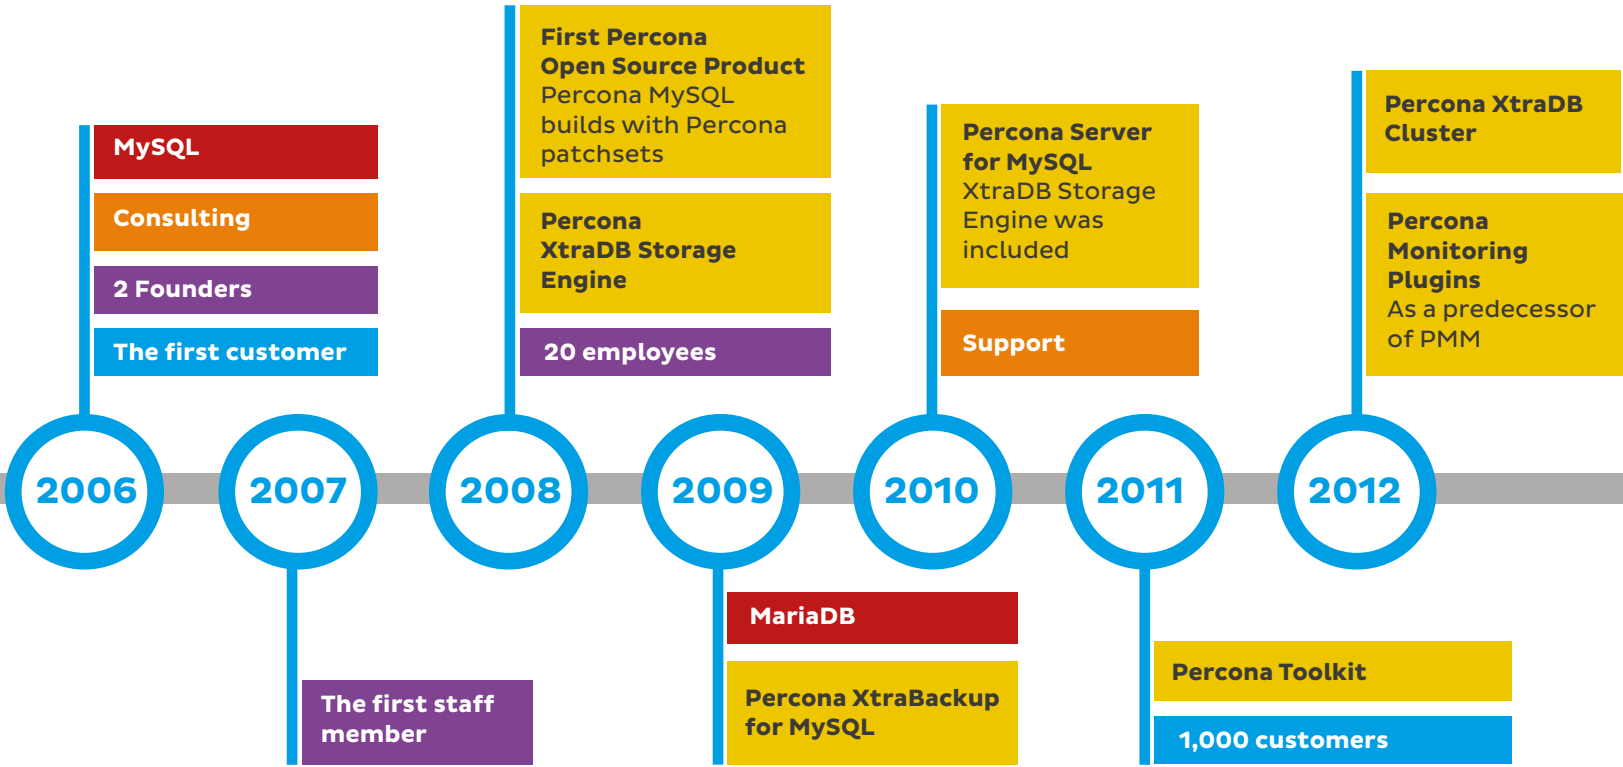 MySQL
Consulting
2 Founders
The first customer
First Percona
Open Source Product
Percona MySQL
builds with Percona
patchsets
Percona
XtraDB Storage
Engine
20 employees
Percona Server
for MySQL
XtraDB Storage
Engine was
included
Support
Percona XtraDB
Cluster
Percona
Monitoring
Plugins
As a predecessor
of PMM
2006
2007
2008
2009
2010
2011
2012
The first staff
member
MariaDB
Percona XtraBackup
for MySQL
Percona Toolkit
1,000 customers